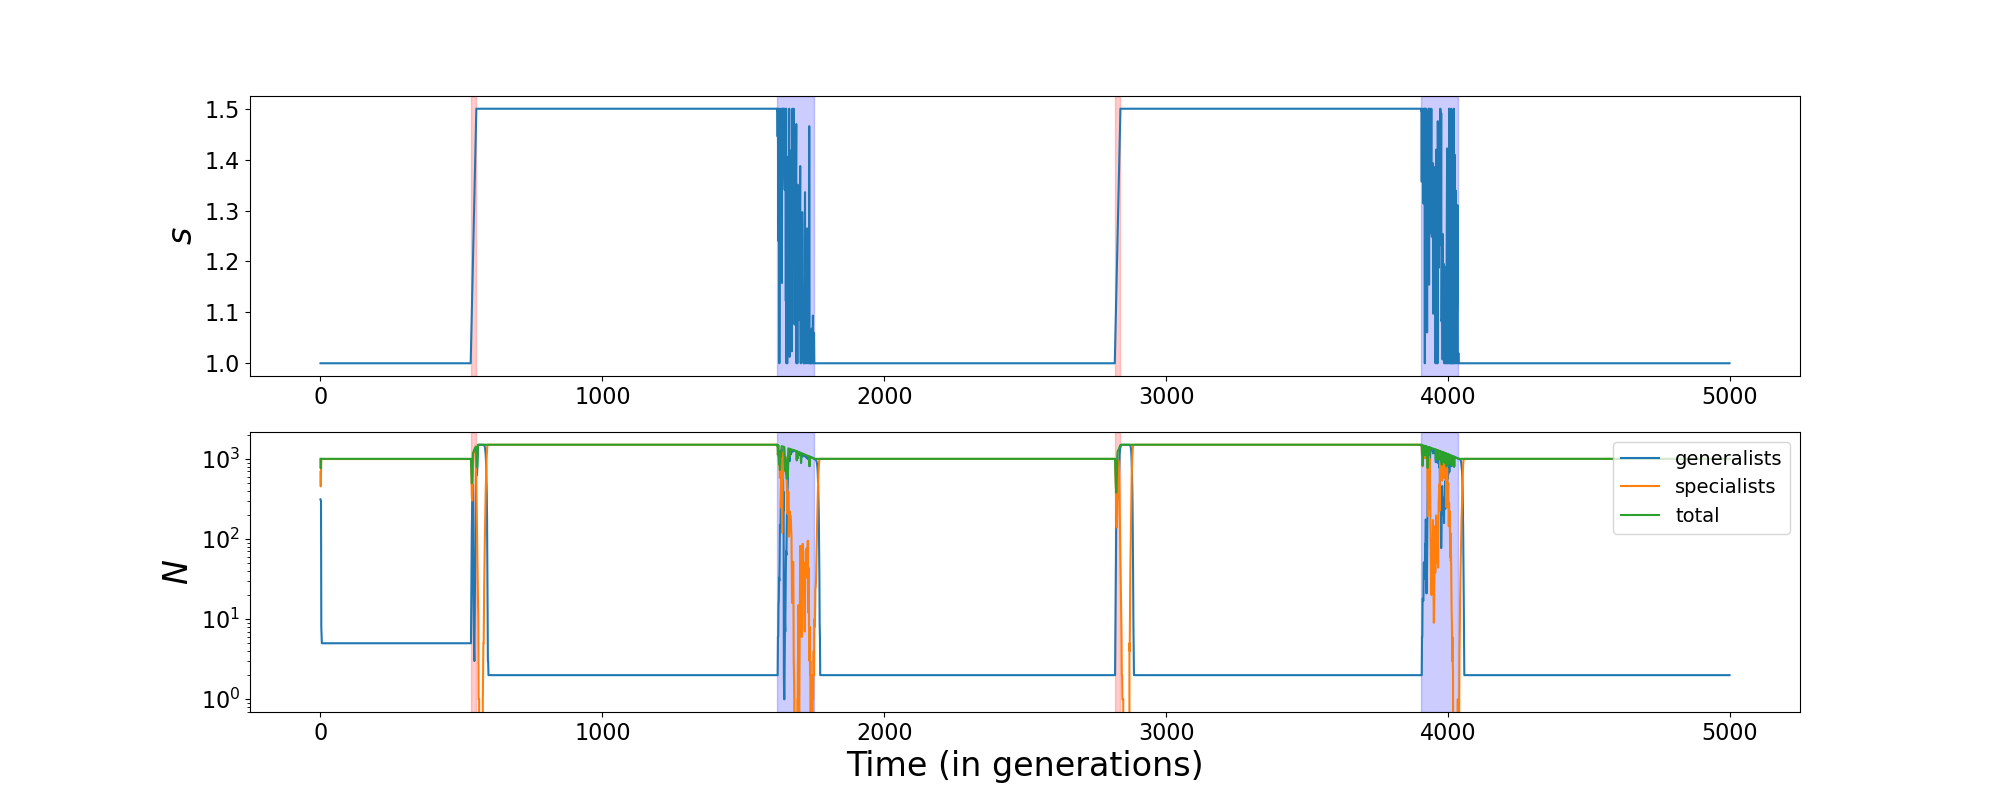 1.5
1.4
1.3
1.2
1.1
1.0
s
0 1000 2000 3000 4000 5000
10³
10²
10¹
10⁰
N
generalists
specialists
total
0 1000 2000 3000 4000 5000
Time (in generations)